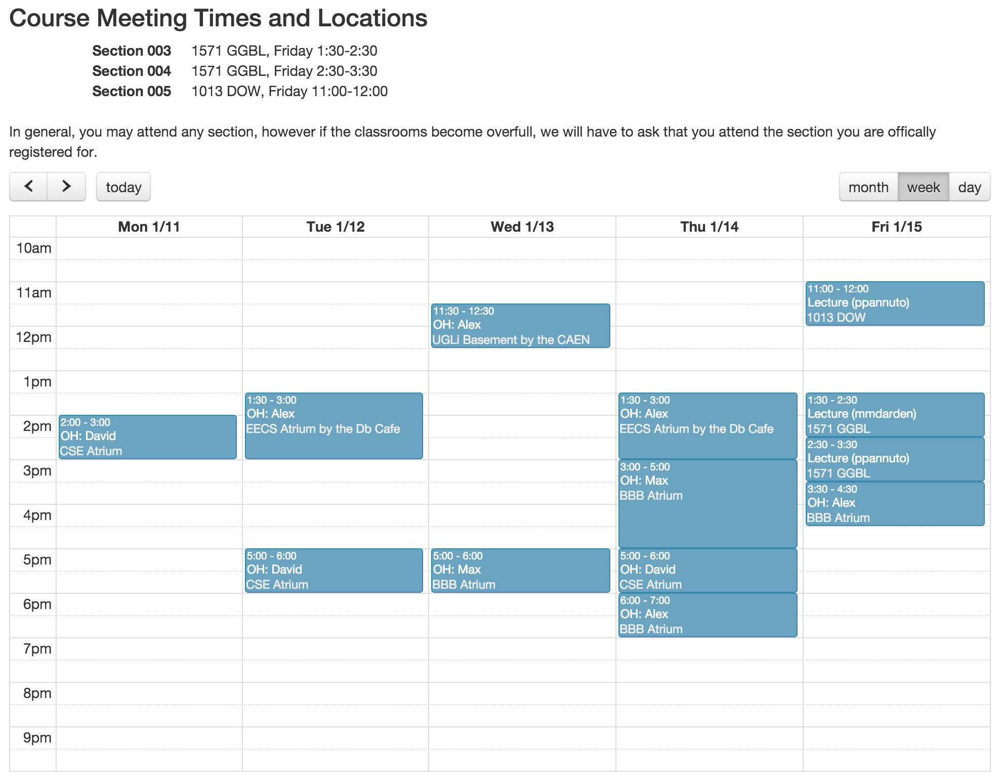 Course Meeting Times and Locations
Section 003 1571 GGBL, Friday 1:30-2:30
Section 004 1571 GGBL, Friday 2:30-3:30
Section 005 1013 DOW, Friday 11:00-12:00
In general, you may attend any section, however if the classrooms become overfull, we will have to ask that you attend the section you are offically
registered for.
< > today month week day
Mon 1/11 Tue 1/12 Wed 1/13 Thu 1/14 Fri 1/15
10am
11am
12pm
1pm
2pm
3pm
4pm
5pm
6pm
7pm
8pm
9pm
2:00 - 3:00
OH: David
CSE Atrium
1:30 - 3:00
OH: Alex
EECS Atrium by the Db Cafe
5:00 - 6:00
OH: David
CSE Atrium
11:30 - 12:30
OH: Alex
UGLi Basement by the CAEN
5:00 - 6:00
OH: Max
BBB Atrium
1:30 - 3:00
OH: Alex
EECS Atrium by the Db Cafe
3:00 - 5:00
OH: Max
BBB Atrium
5:00 - 6:00
OH: David
CSE Atrium
6:00 - 7:00
OH: Alex
BBB Atrium
11:00 - 12:00
Lecture (ppannuto)
1013 DOW
1:30 - 2:30
Lecture (mmdarden)
1571 GGBL
2:30 - 3:30
Lecture (ppannuto)
1571 GGBL
3:30 - 4:30
OH: Alex
BBB Atrium